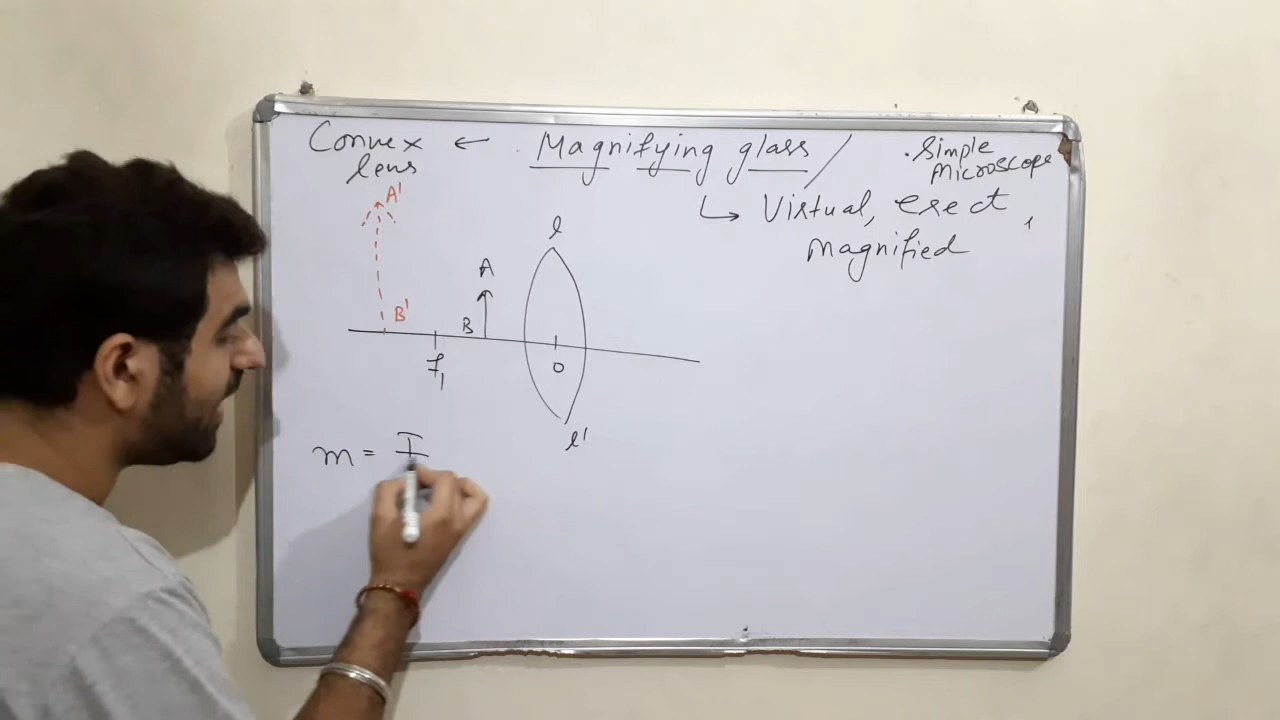 Convex ← Magnifying glass / . Simple
lens Microscope
↳ Virtual, erect,
magnified
A'
B'
l
A
B
F₁
O
l'
m = I